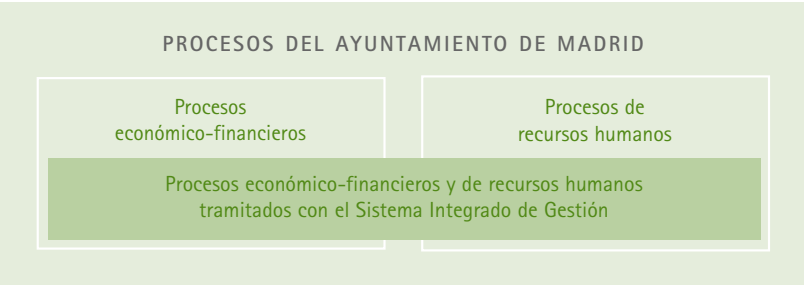 PROCESOS DEL AYUNTAMIENTO DE MADRID
Procesos
económico-financieros
Procesos de
recursos humanos
Procesos económico-financieros y de recursos humanos
tramitados con el Sistema Integrado de Gestión